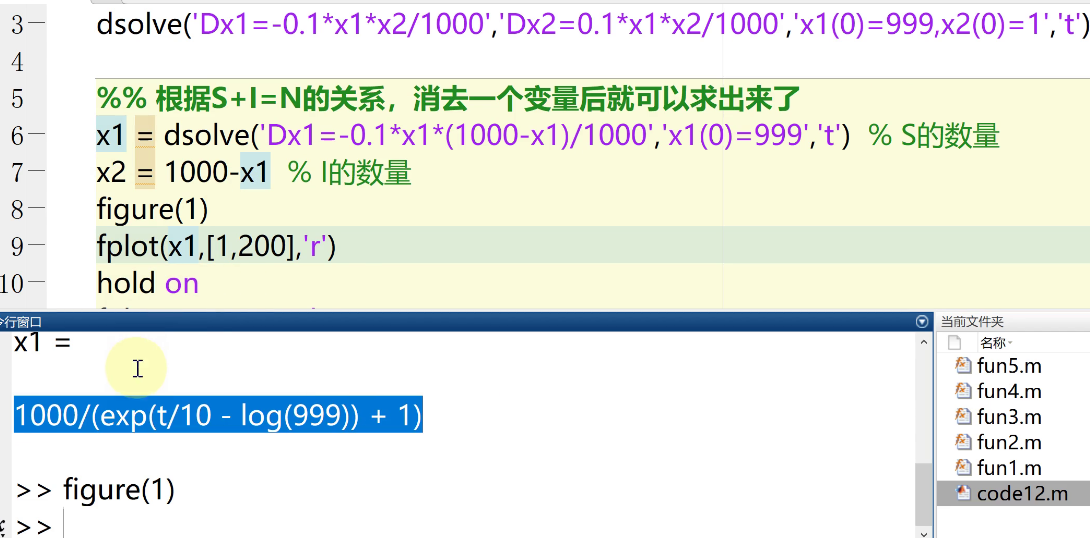 3 dsolve('Dx1=-0.1*x1*x2/1000','Dx2=0.1*x1*x2/1000','x1(0)=999,x2(0)=1','t')
4
5 %% 根据S+I=N的关系，消去一个变量后就可以求出来了
6 x1 = dsolve('Dx1=-0.1*x1*(1000-x1)/1000','x1(0)=999','t') % S的数量
7 x2 = 1000-x1 % I的数量
8 figure(1)
9 fplot(x1,[1,200],'r')
10 hold on
令行窗口
x1 =
1000/(exp(t/10 - log(999)) + 1)
>> figure(1)
>>
当前文件夹
名称
fun5.m
fun4.m
fun3.m
fun2.m
fun1.m
code12.m